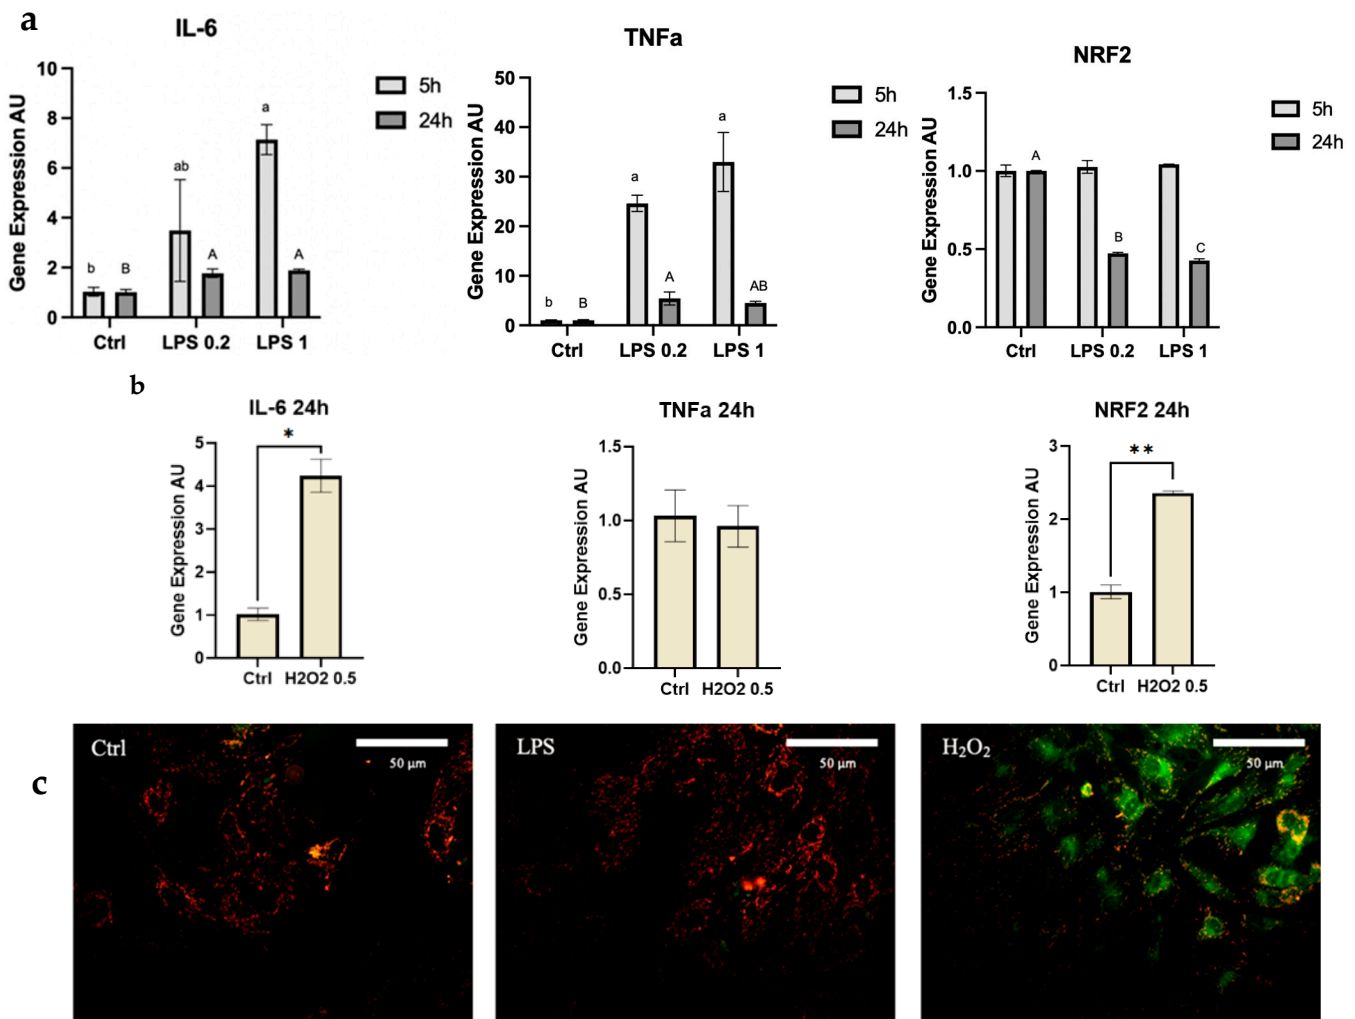 a
IL-6
TNFa
NRF2
Gene Expression AU
10
8
6
4
2
0
b
B
ab
A
a
A
Ctrl
LPS 0.2
LPS 1
5h
24h
Gene Expression AU
50
40
30
20
10
0
b
B
a
A
a
AB
Ctrl
LPS 0.2
LPS 1
5h
24h
Gene Expression AU
1.5
1.0
0.5
0.0
A
B
C
Ctrl
LPS 0.2
LPS 1
5h
24h
b
IL-6 24h
Gene Expression AU
5
4
3
2
1
0
*
Ctrl
H2O2 0.5
TNFa 24h
Gene Expression AU
1.5
1.0
0.5
0.0
Ctrl
H2O2 0.5
NRF2 24h
Gene Expression AU
3
2
1
0
**
Ctrl
H2O2 0.5
c
Ctrl
50 µm
LPS
50 µm
H₂O₂
50 µm